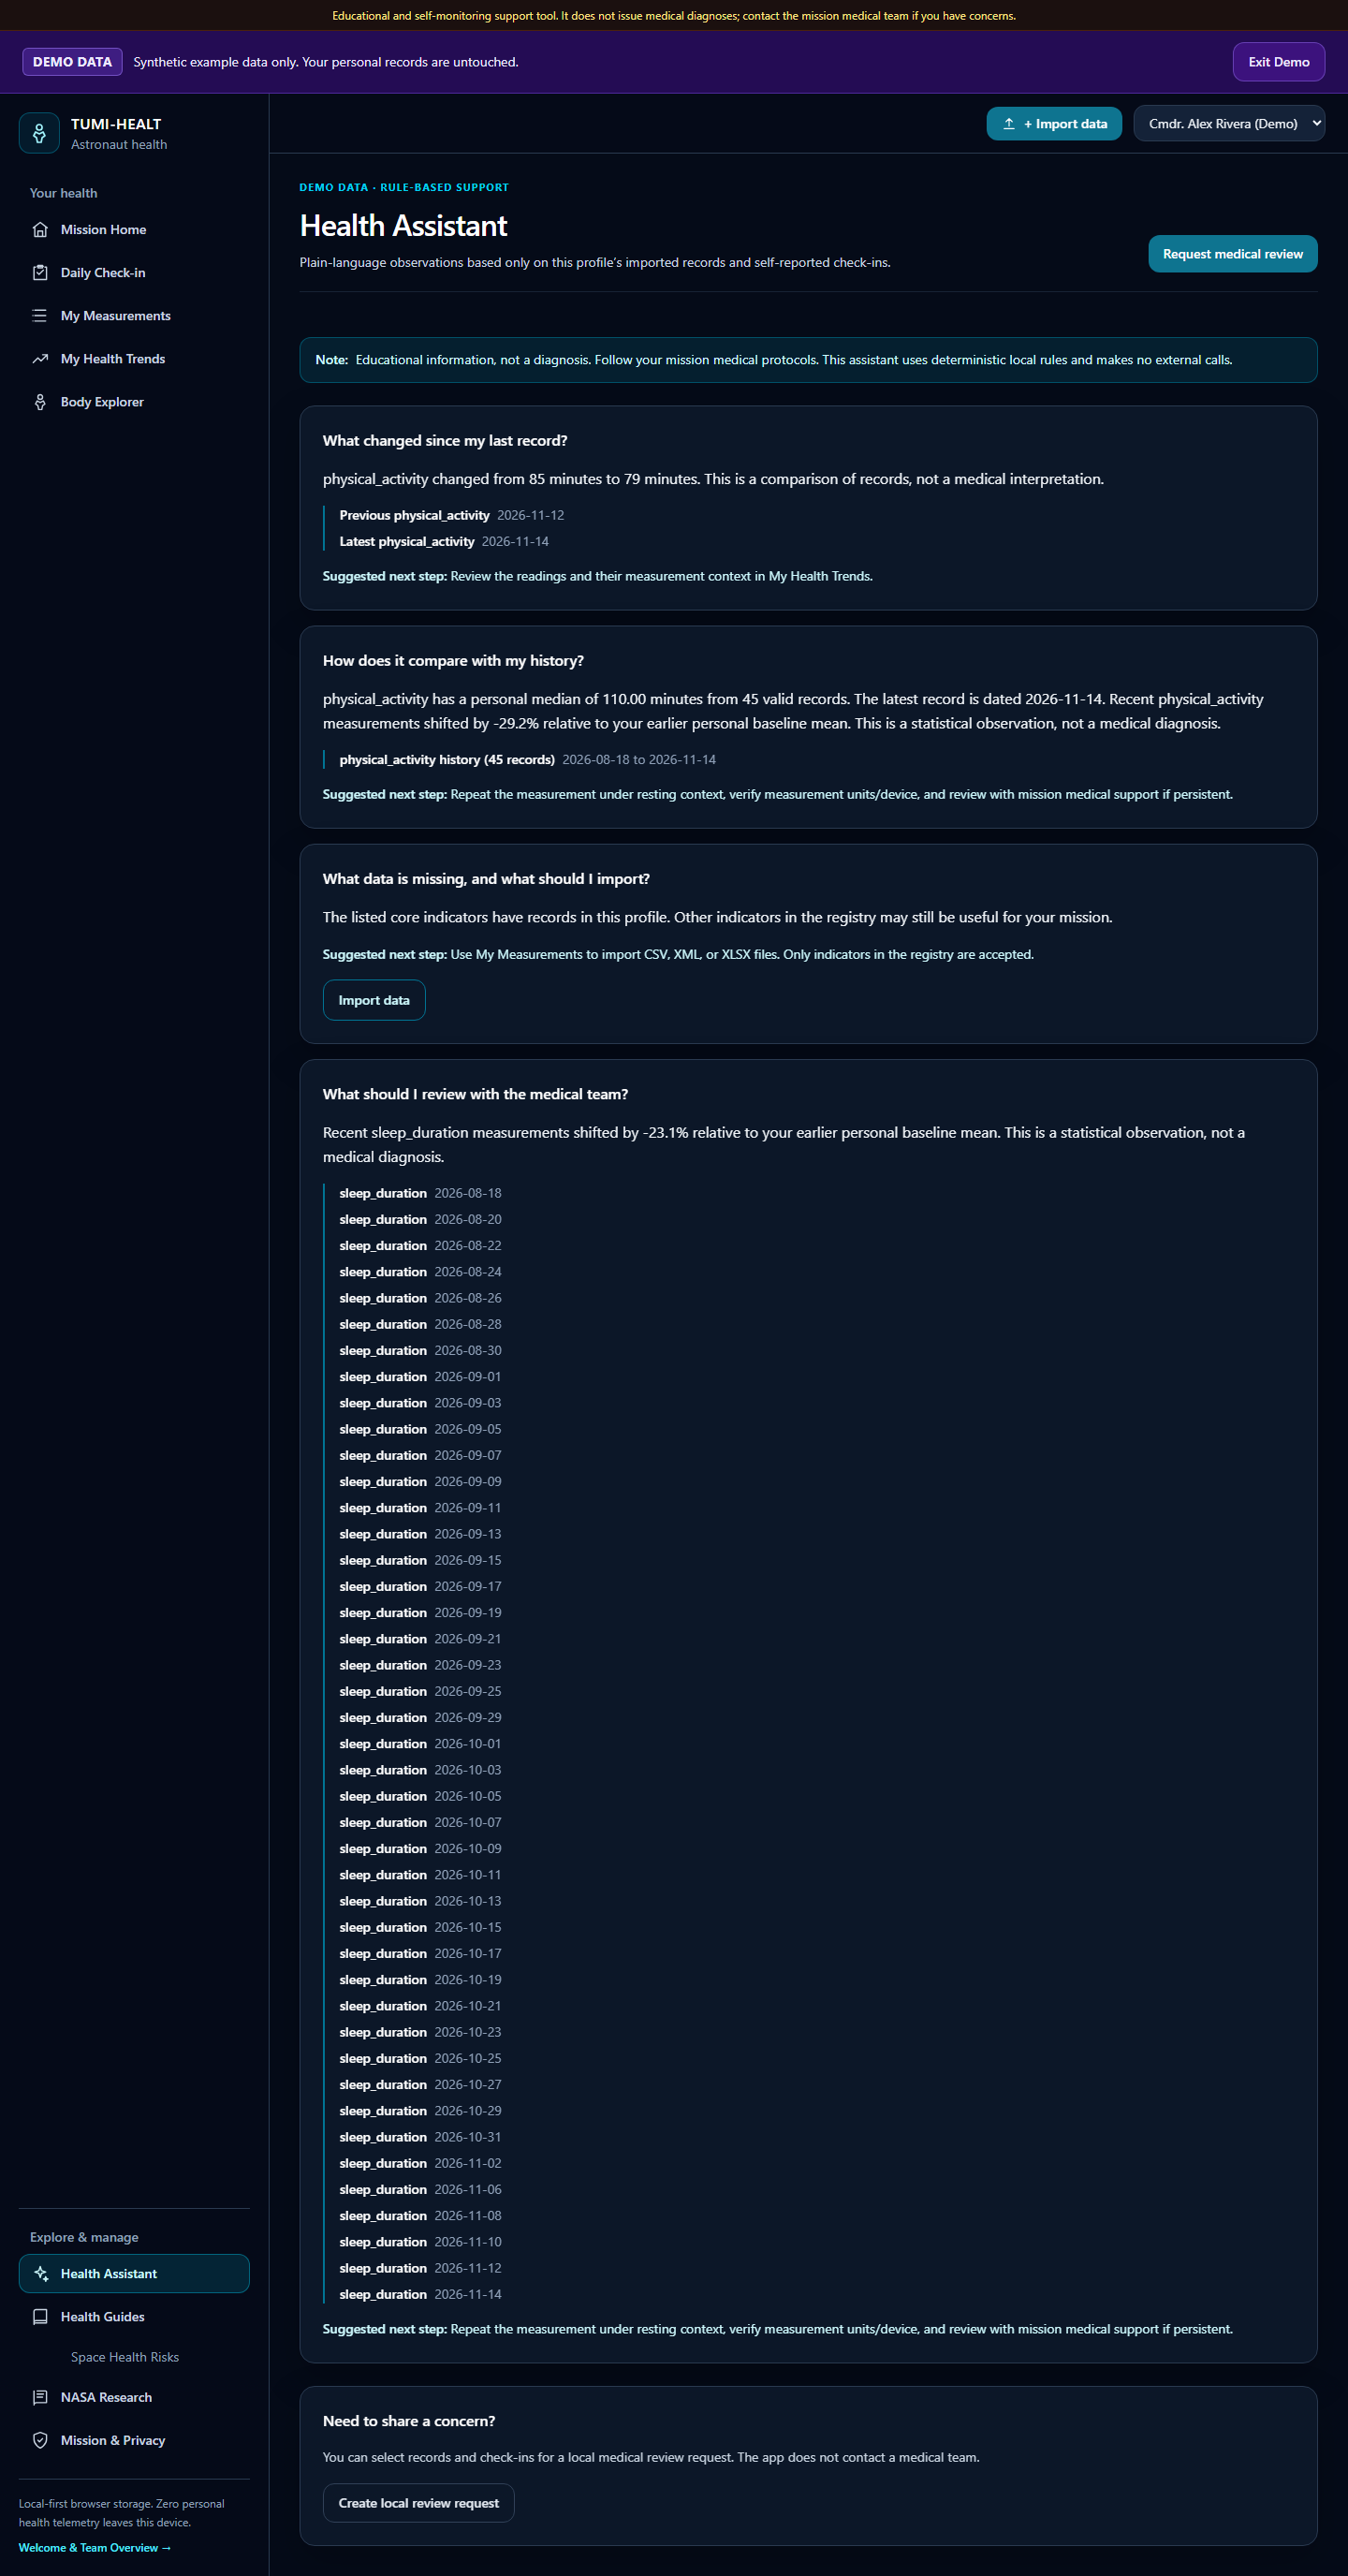 Educational and self-monitoring support tool. It does not issue medical diagnoses; contact the mission medical team if you have concerns.
DEMO DATA Synthetic example data only. Your personal records are untouched.
Exit Demo
TUMI-HEALT
Astronaut health
+ Import data
Cmdr. Alex Rivera (Demo)
Your health
Mission Home
Daily Check-in
My Measurements
My Health Trends
Body Explorer
DEMO DATA · RULE-BASED SUPPORT
Health Assistant
Plain-language observations based only on this profile’s imported records and self-reported check-ins.
Request medical review
Note: Educational information, not a diagnosis. Follow your mission medical protocols. This assistant uses deterministic local rules and makes no external calls.
What changed since my last record?
physical_activity changed from 85 minutes to 79 minutes. This is a comparison of records, not a medical interpretation.
Previous physical_activity 2026-11-12
Latest physical_activity 2026-11-14
Suggested next step: Review the readings and their measurement context in My Health Trends.
How does it compare with my history?
physical_activity has a personal median of 110.00 minutes from 45 valid records. The latest record is dated 2026-11-14. Recent physical_activity
measurements shifted by -29.2% relative to your earlier personal baseline mean. This is a statistical observation, not a medical diagnosis.
physical_activity history (45 records) 2026-08-18 to 2026-11-14
Suggested next step: Repeat the measurement under resting context, verify measurement units/device, and review with mission medical support if persistent.
What data is missing, and what should I import?
The listed core indicators have records in this profile. Other indicators in the registry may still be useful for your mission.
Suggested next step: Use My Measurements to import CSV, XML, or XLSX files. Only indicators in the registry are accepted.
Import data
What should I review with the medical team?
Recent sleep_duration measurements shifted by -23.1% relative to your earlier personal baseline mean. This is a statistical observation, not a
medical diagnosis.
sleep_duration 2026-08-18
sleep_duration 2026-08-20
sleep_duration 2026-08-22
sleep_duration 2026-08-24
sleep_duration 2026-08-26
sleep_duration 2026-08-28
sleep_duration 2026-08-30
sleep_duration 2026-09-01
sleep_duration 2026-09-03
sleep_duration 2026-09-05
sleep_duration 2026-09-07
sleep_duration 2026-09-09
sleep_duration 2026-09-11
sleep_duration 2026-09-13
sleep_duration 2026-09-15
sleep_duration 2026-09-17
sleep_duration 2026-09-19
sleep_duration 2026-09-21
sleep_duration 2026-09-23
sleep_duration 2026-09-25
sleep_duration 2026-09-29
sleep_duration 2026-10-01
sleep_duration 2026-10-03
sleep_duration 2026-10-05
sleep_duration 2026-10-07
sleep_duration 2026-10-09
sleep_duration 2026-10-11
sleep_duration 2026-10-13
sleep_duration 2026-10-15
sleep_duration 2026-10-17
sleep_duration 2026-10-19
sleep_duration 2026-10-21
sleep_duration 2026-10-23
sleep_duration 2026-10-25
sleep_duration 2026-10-27
sleep_duration 2026-10-29
sleep_duration 2026-10-31
sleep_duration 2026-11-02
sleep_duration 2026-11-06
sleep_duration 2026-11-08
sleep_duration 2026-11-10
sleep_duration 2026-11-12
sleep_duration 2026-11-14
Suggested next step: Repeat the measurement under resting context, verify measurement units/device, and review with mission medical support if persistent.
Need to share a concern?
You can select records and check-ins for a local medical review request. The app does not contact a medical team.
Create local review request
Explore & manage
Health Assistant
Health Guides
Space Health Risks
NASA Research
Mission & Privacy
Local-first browser storage. Zero personal
health telemetry leaves this device.
Welcome & Team Overview →